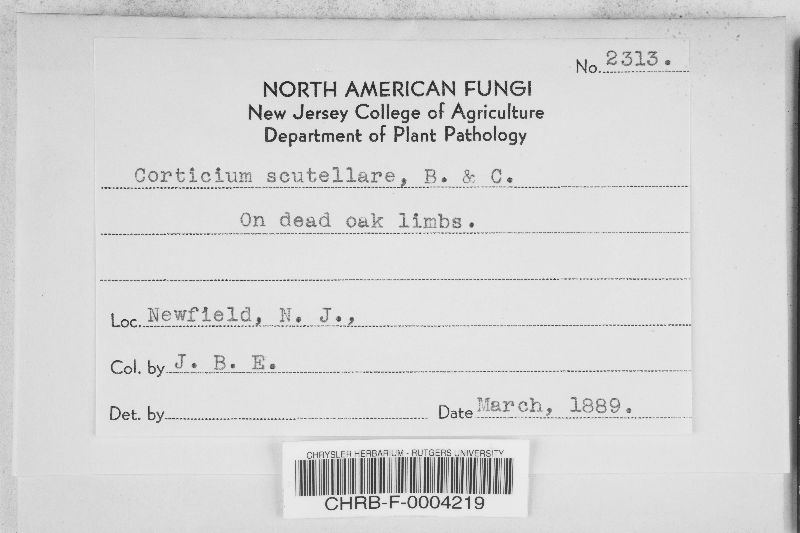 No. 2313.
NORTH AMERICAN FUNGI
New Jersey College of Agriculture
Department of Plant Pathology
Corticium scutellare, B. & C.
On dead oak limbs.
Loc. Newfield, N. J.,
Col. by J. B. E.
Det. by
Date March, 1889.
CHRYSLER HERBARIUM - RUTGERS UNIVERSITY
CHRB-F-0004219